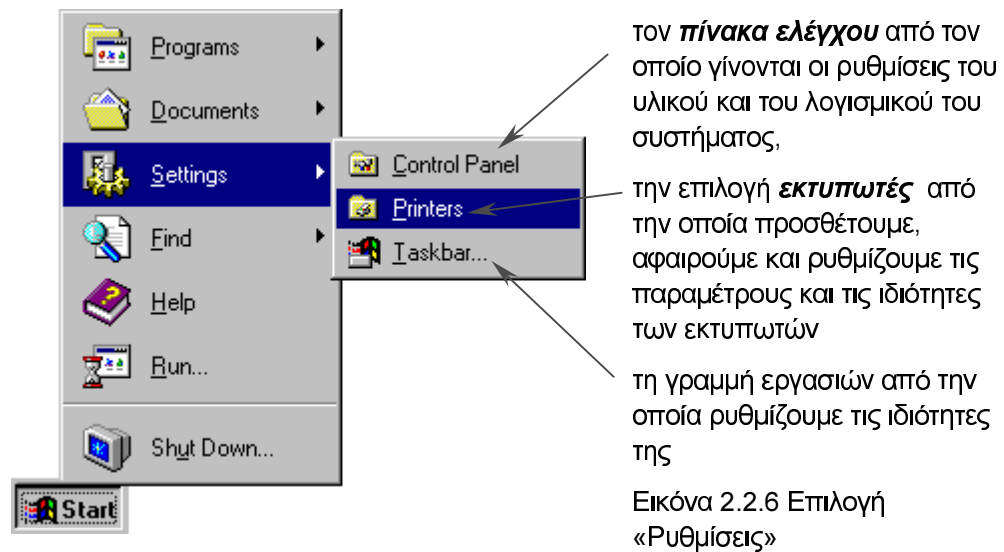 Programs
Documents
Settings
Find
Help
Run...
Shut Down...
Start
Control Panel
Printers
Taskbar...
τον πίνακα ελέγχου από τον
οποίο γίνονται οι ρυθμίσεις του
υλικού και του λογισμικού του
συστήματος,
την επιλογή εκτυπωτές από
την οποία προσθέτουμε,
αφαιρούμε και ρυθμίζουμε τις
παραμέτρους και τις ιδιότητες
των εκτυπωτών
τη γραμμή εργασιών από την
οποία ρυθμίζουμε τις ιδιότητες
της
Εικόνα 2.2.6 Επιλογή
«Ρυθμίσεις»